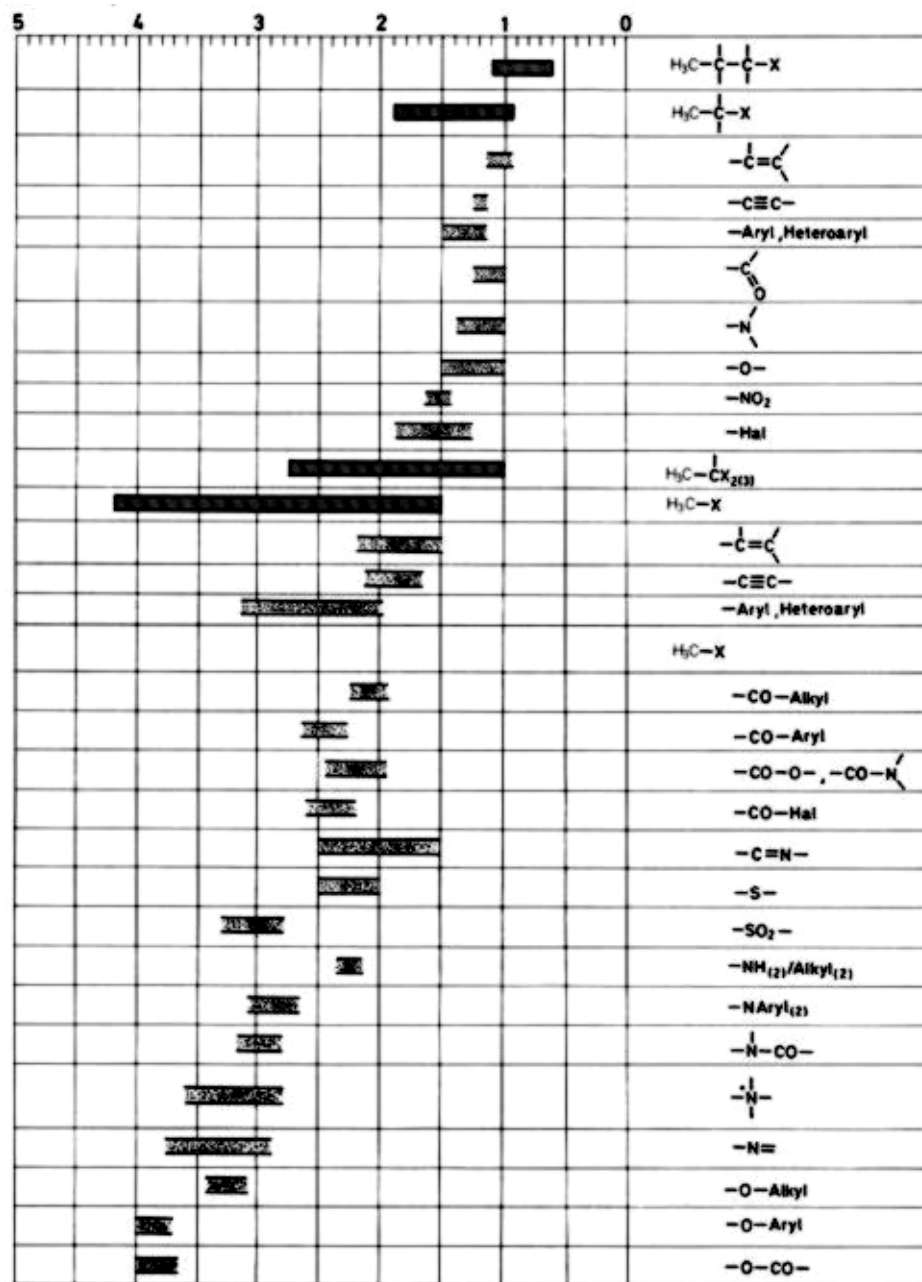 5 4 3 2 1 0
H₃C-C-C-X
H₃C-C-X
-C=C
-C≡C-
-Aryl,Heteroaryl
-C=O
-N
-O-
-NO₂
-Hal
H₃C-CX₂₍₃₎
H₃C-X
-C=C
-C≡C-
-Aryl,Heteroaryl
H₃C-X
-CO-Alkyl
-CO-Aryl
-CO-O-, -CO-N
-CO-Hal
-C=N-
-S-
-SO₂-
-NH₍₂₎/Alkyl₍₂₎
-NAryl₍₂₎
-N-CO-
-N⁺-
-N=
-O-Alkyl
-O-Aryl
-O-CO-